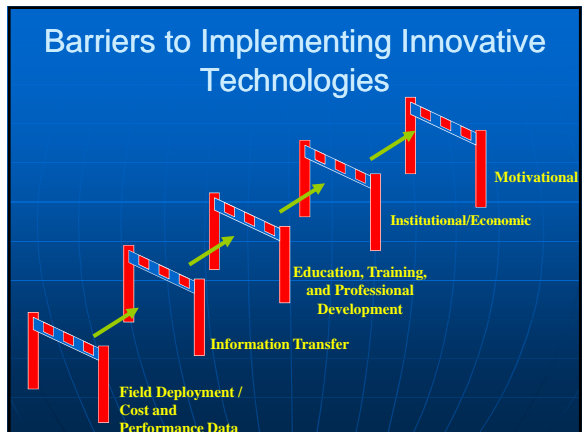 Barriers to Implementing Innovative
Technologies
Motivational
Institutional/Economic
Education, Training,
and Professional
Development
Information Transfer
Field Deployment /
Cost and
Performance Data